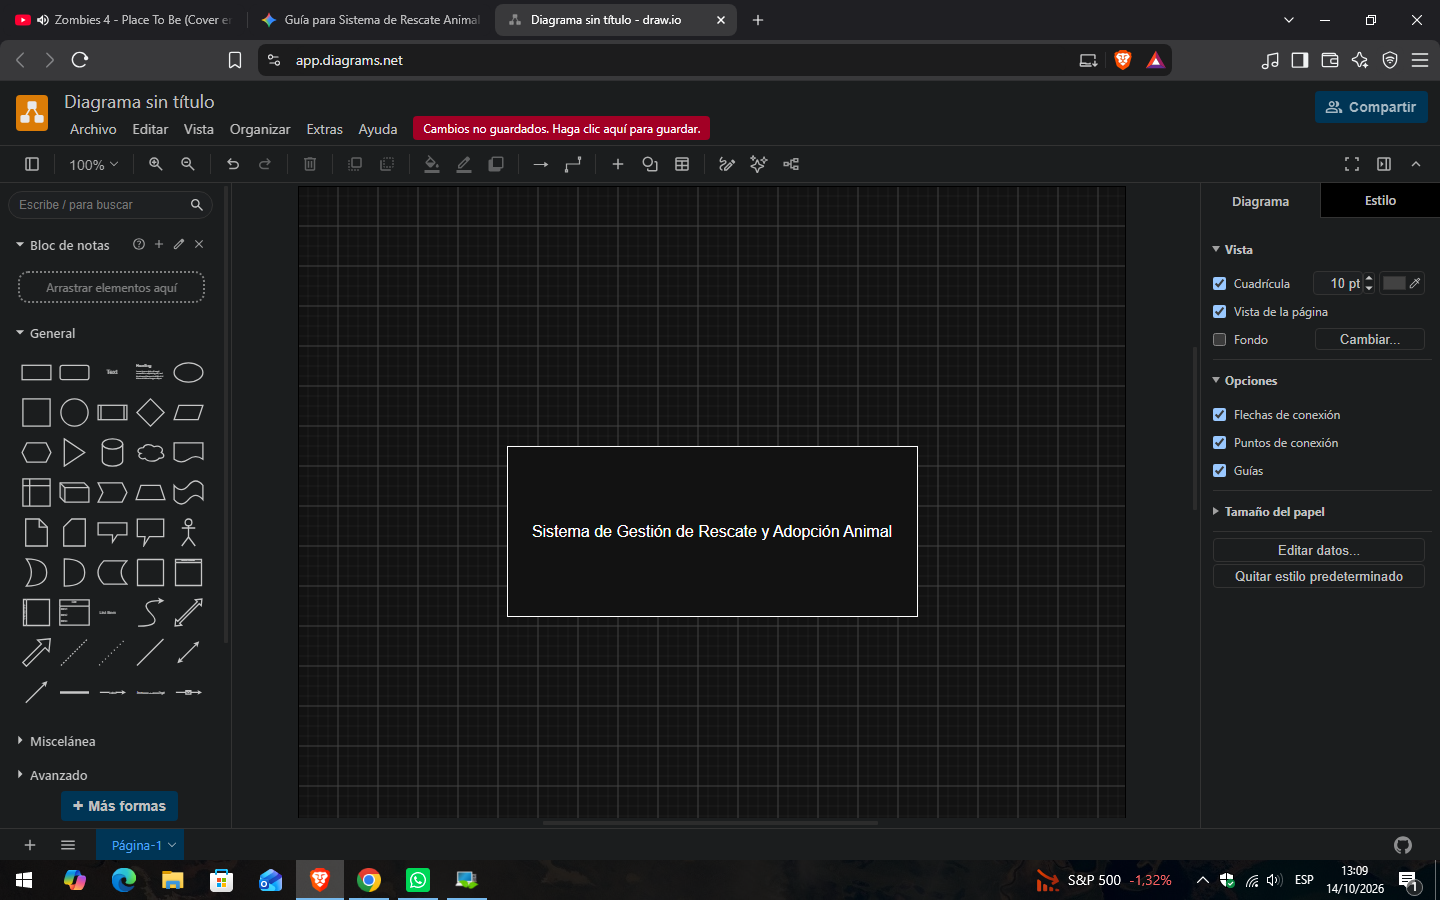 Zombies 4 - Place To Be (Cover e
Guía para Sistema de Rescate Animal
Diagrama sin título - draw.io
app.diagrams.net
Diagrama sin título
Archivo Editar Vista Organizar Extras Ayuda
Cambios no guardados. Haga clic aquí para guardar.
Compartir
100%
Escribe / para buscar
Diagrama Estilo
Bloc de notas
Vista
Arrastrar elementos aquí
Cuadrícula 10 pt
Vista de la página
General
Fondo Cambiar...
Text
Heading
Opciones
Flechas de conexión
Puntos de conexión
Guías
Tamaño del papel
Sistema de Gestión de Rescate y Adopción Animal
Editar datos...
Quitar estilo predeterminado
Misceláneа
Avanzado
+ Más formas
Página-1
S&P 500 -1,32%
ESP
13:09
14/10/2026
1